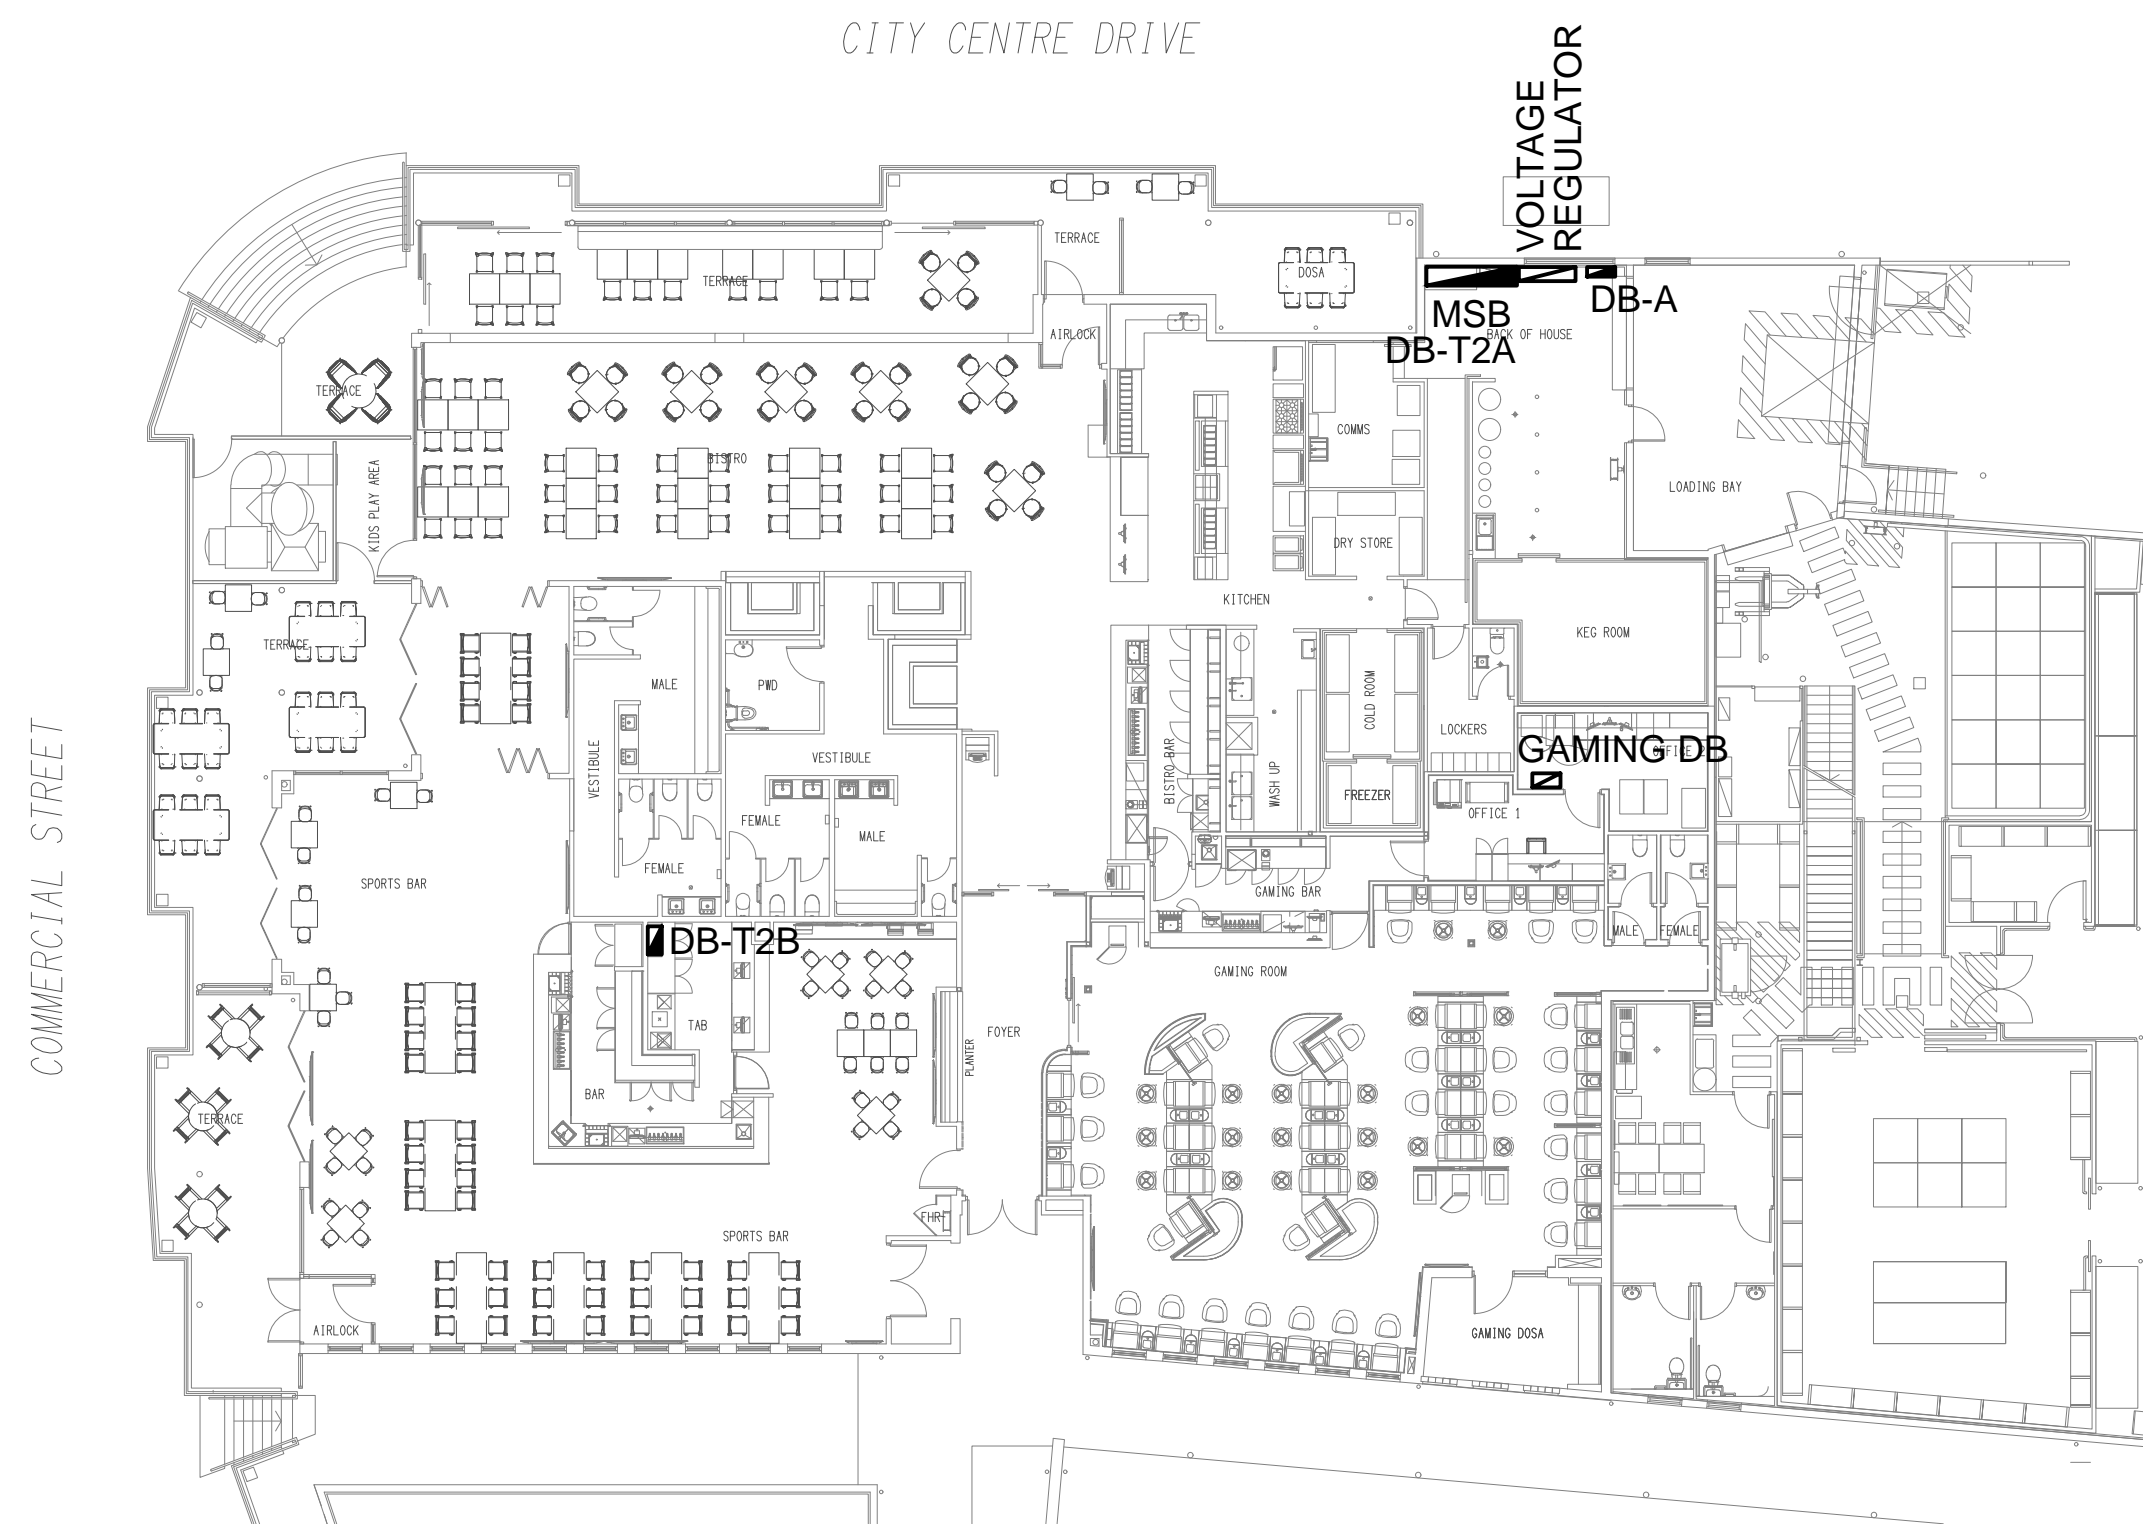 CITY CENTRE DRIVE
VOLTAGE
REGULATOR
TERRACE
TERRACE
DOSA
MSB
DB-A
AIRLOCK
BACK OF HOUSE
DB-T2A
TERRACE
COMMS
BISTRO
KIDS PLAY AREA
LOADING BAY
DRY STORE
KITCHEN
KEG ROOM
TERRACE
MALE
PWD
COLD ROOM
LOCKERS
GAMING DB
OFFICE 2
VESTIBULE
VESTIBULE
BISTRO BAR
WASH UP
FREEZER
OFFICE 1
FEMALE
MALE
FEMALE
SPORTS BAR
GAMING BAR
COMMERCIAL STREET
DB-T2B
MALE
FEMALE
GAMING ROOM
TAB
FOYER
PLANTER
BAR
TERRACE
FHR
SPORTS BAR
AIRLOCK
GAMING DOSA